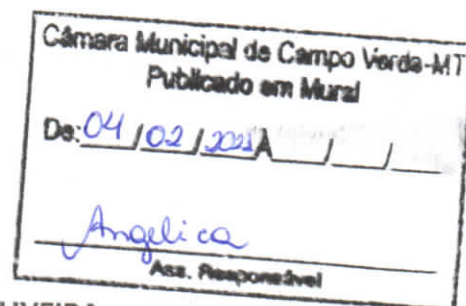 Câmara Municipal de Campo Verde-MT
Publicado em Mural
De: 04 / 02 / 2021 À ___/___/___
Angelica
Ass. Responsável